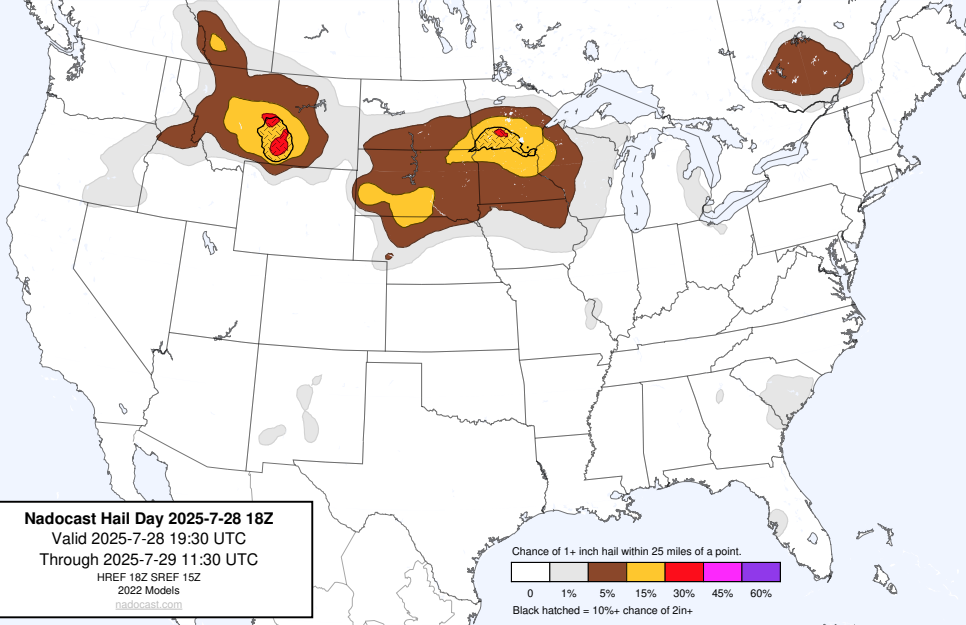 Nadocast Hail Day 2025-7-28 18Z
Valid 2025-7-28 19:30 UTC
Through 2025-7-29 11:30 UTC
HREF 18Z SREF 15Z
2022 Models
nadocast.com
Chance of 1+ inch hail within 25 miles of a point.
0 1% 5% 15% 30% 45% 60%
Black hatched = 10%+ chance of 2in+